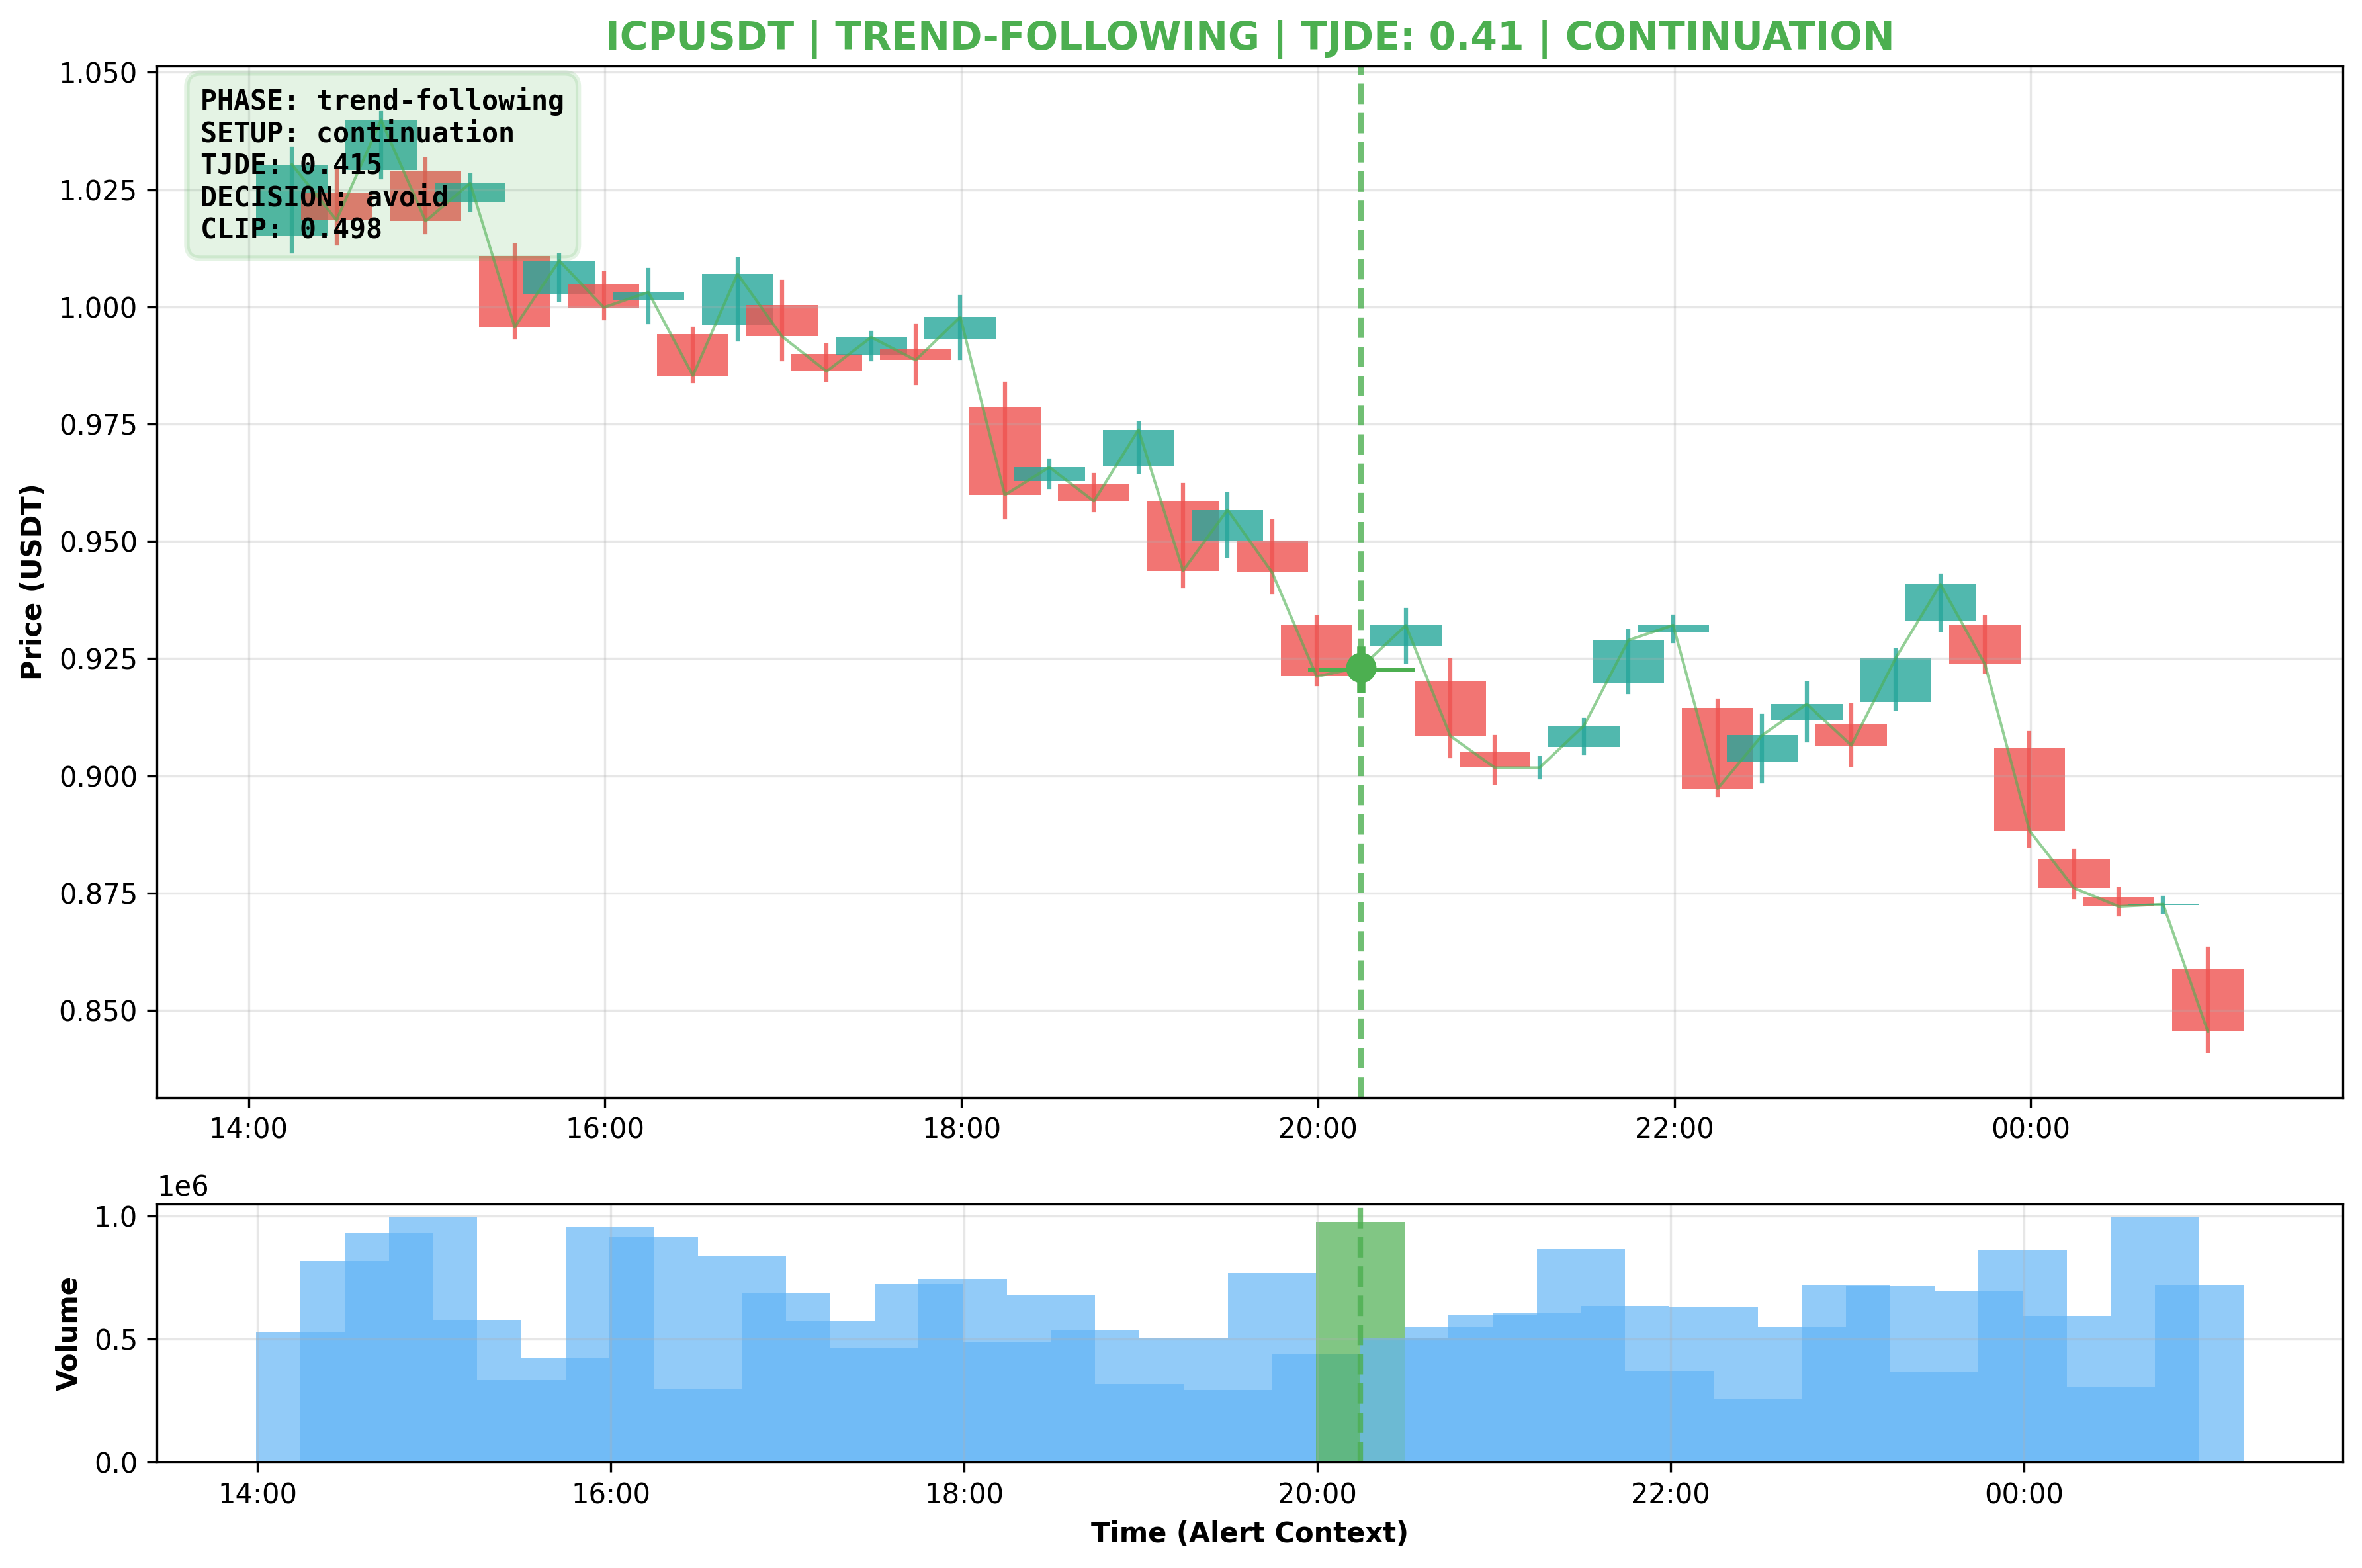 ICPUSDT | TREND-FOLLOWING | TJDE: 0.41 | CONTINUATION
PHASE: trend-following
SETUP: continuation
TJDE: 0.415
DECISION: avoid
CLIP: 0.498
Price (USDT)
1.050
1.025
1.000
0.975
0.950
0.925
0.900
0.875
0.850
14:00 16:00 18:00 20:00 22:00 00:00
1e6
Volume
1.0
0.5
0.0
14:00 16:00 18:00 20:00 22:00 00:00
Time (Alert Context)